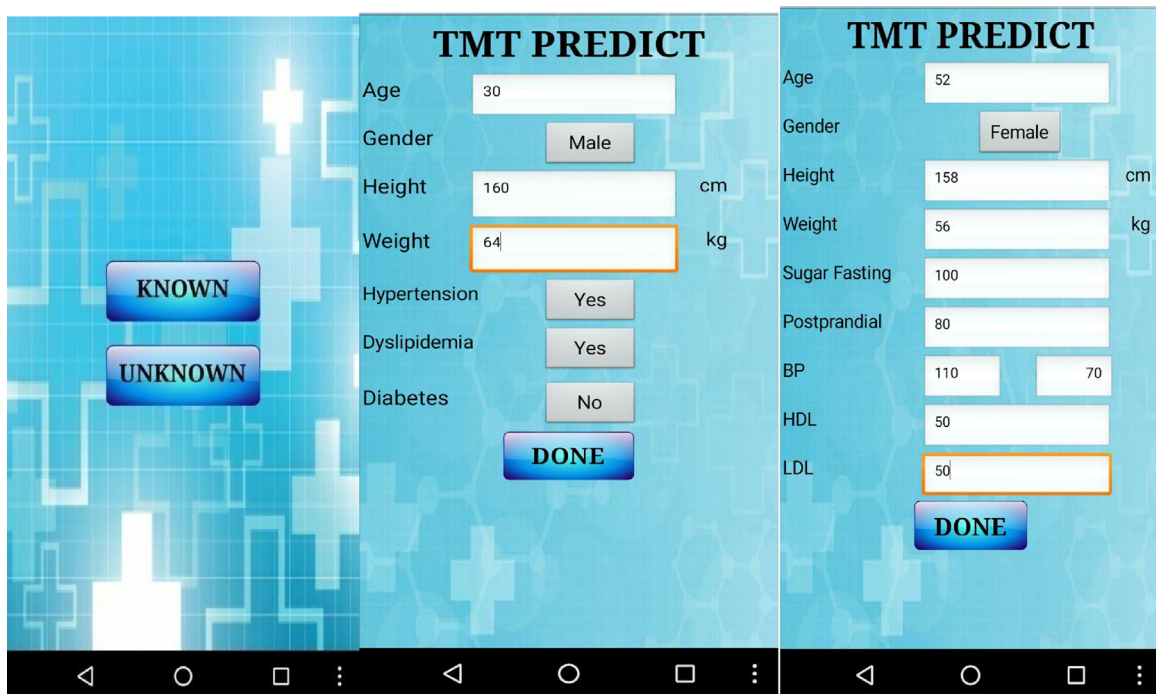 KNOWN
UNKNOWN
TMT PREDICT
Age 30
Gender Male
Height 160 cm
Weight 64 kg
Hypertension Yes
Dyslipidemia Yes
Diabetes No
DONE
TMT PREDICT
Age 52
Gender Female
Height 158 cm
Weight 56 kg
Sugar Fasting 100
Postprandial 80
BP 110 70
HDL 50
LDL 50
DONE